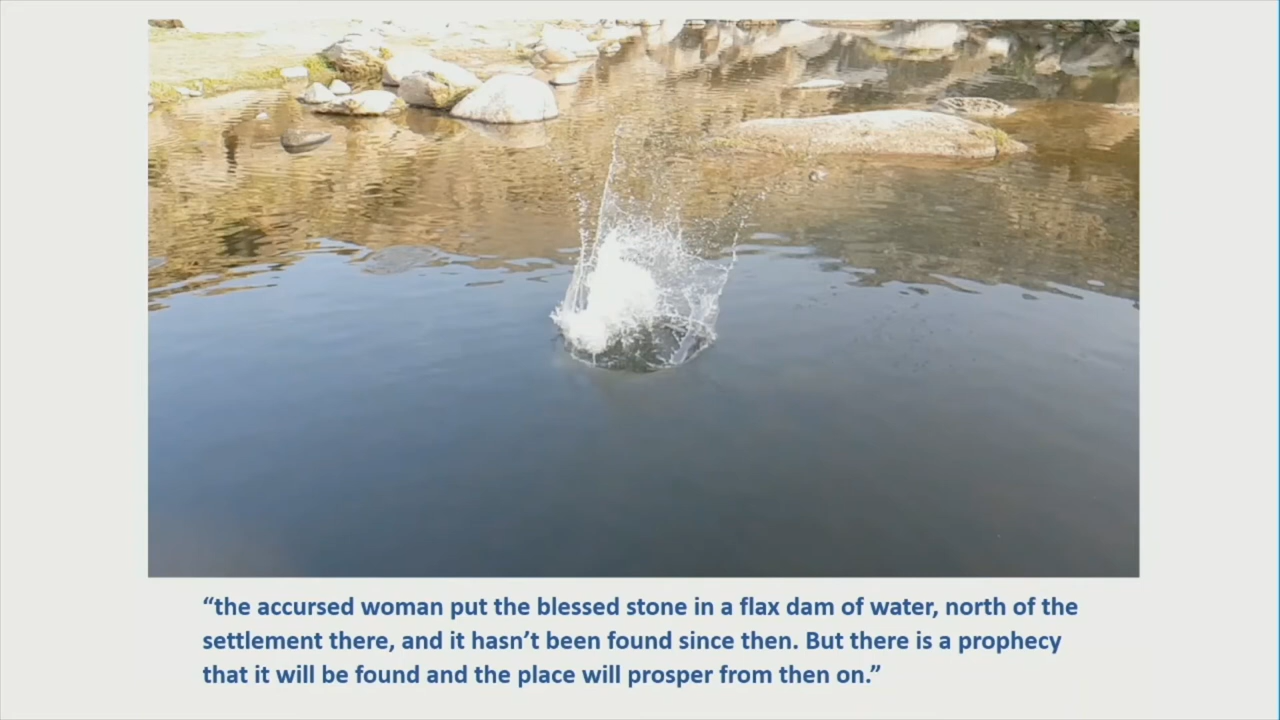 “the accursed woman put the blessed stone in a flax dam of water, north of the
settlement there, and it hasn’t been found since then. But there is a prophecy
that it will be found and the place will prosper from then on.”